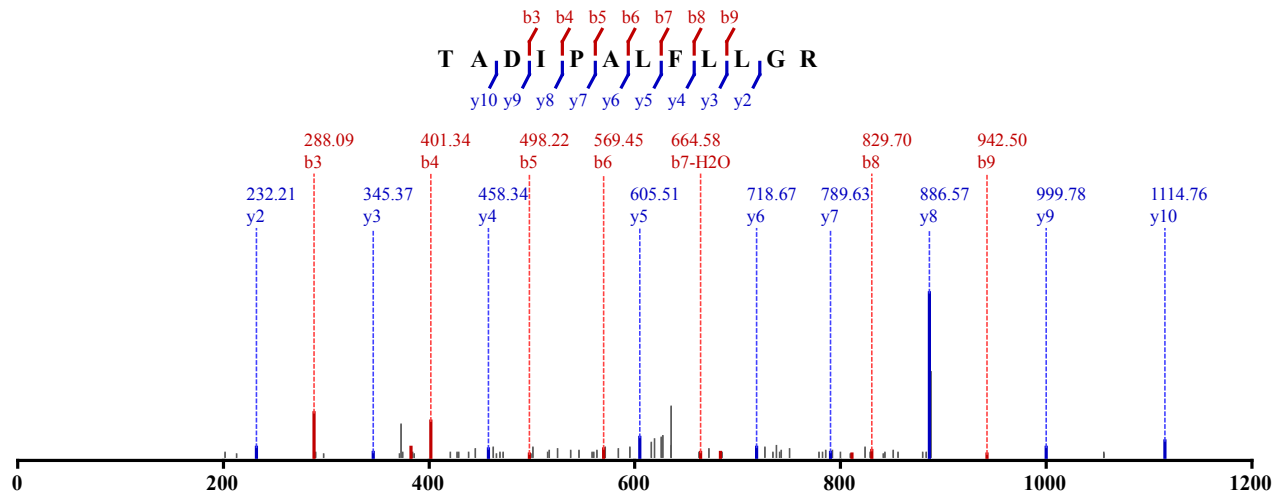 b3 b4 b5 b6 b7 b8 b9
T A D I P A L F L L G R
y10 y9 y8 y7 y6 y5 y4 y3 y2
288.09 401.34 498.22 569.45 664.58 829.70 942.50
b3 b4 b5 b6 b7-H2O b8 b9
232.21 345.37 458.34 605.51 718.67 789.63 886.57 999.78 1114.76
y2 y3 y4 y5 y6 y7 y8 y9 y10
0 200 400 600 800 1000 1200